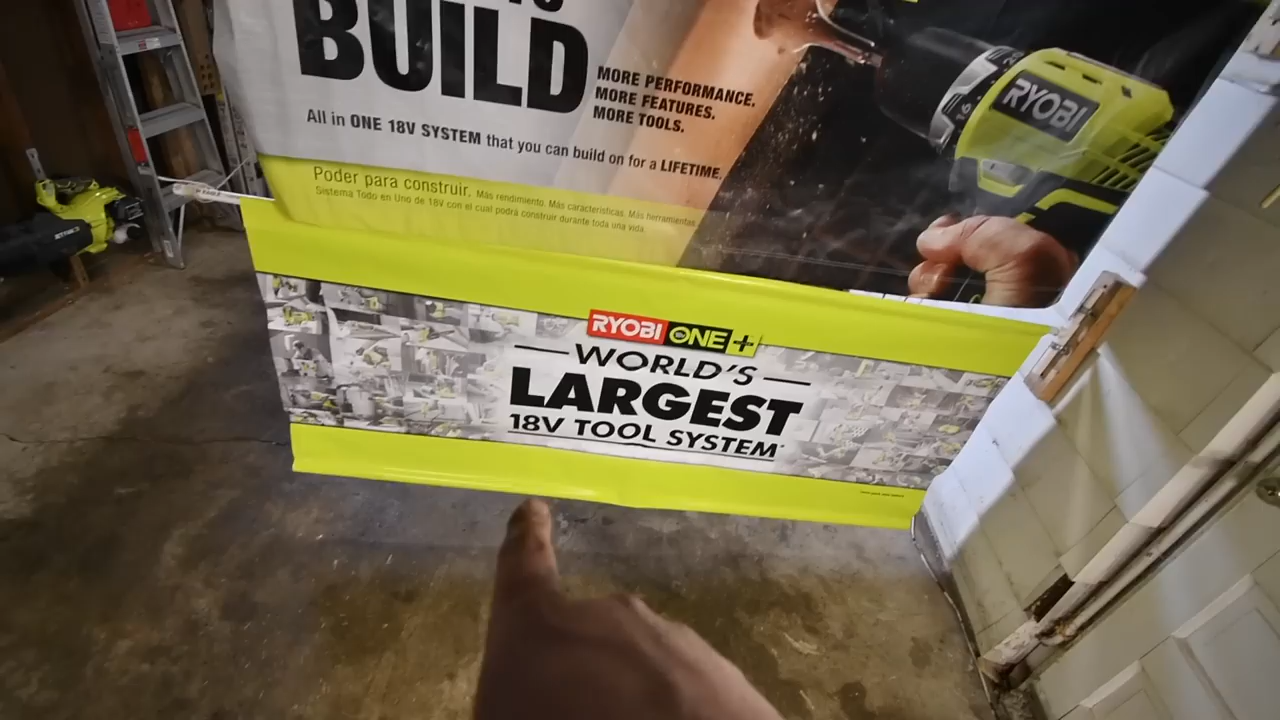 BUILD
MORE PERFORMANCE.
MORE FEATURES.
MORE TOOLS.
All in ONE 18V SYSTEM that you can build on for a LIFETIME.
Poder para construir. Más rendimiento. Más características. Más herramientas.
Sistema Todo en Uno de 18V con el cual podrá construir durante toda una vida.
RYOBI
RYOBI ONE+
WORLD'S
LARGEST
18V TOOL SYSTEM